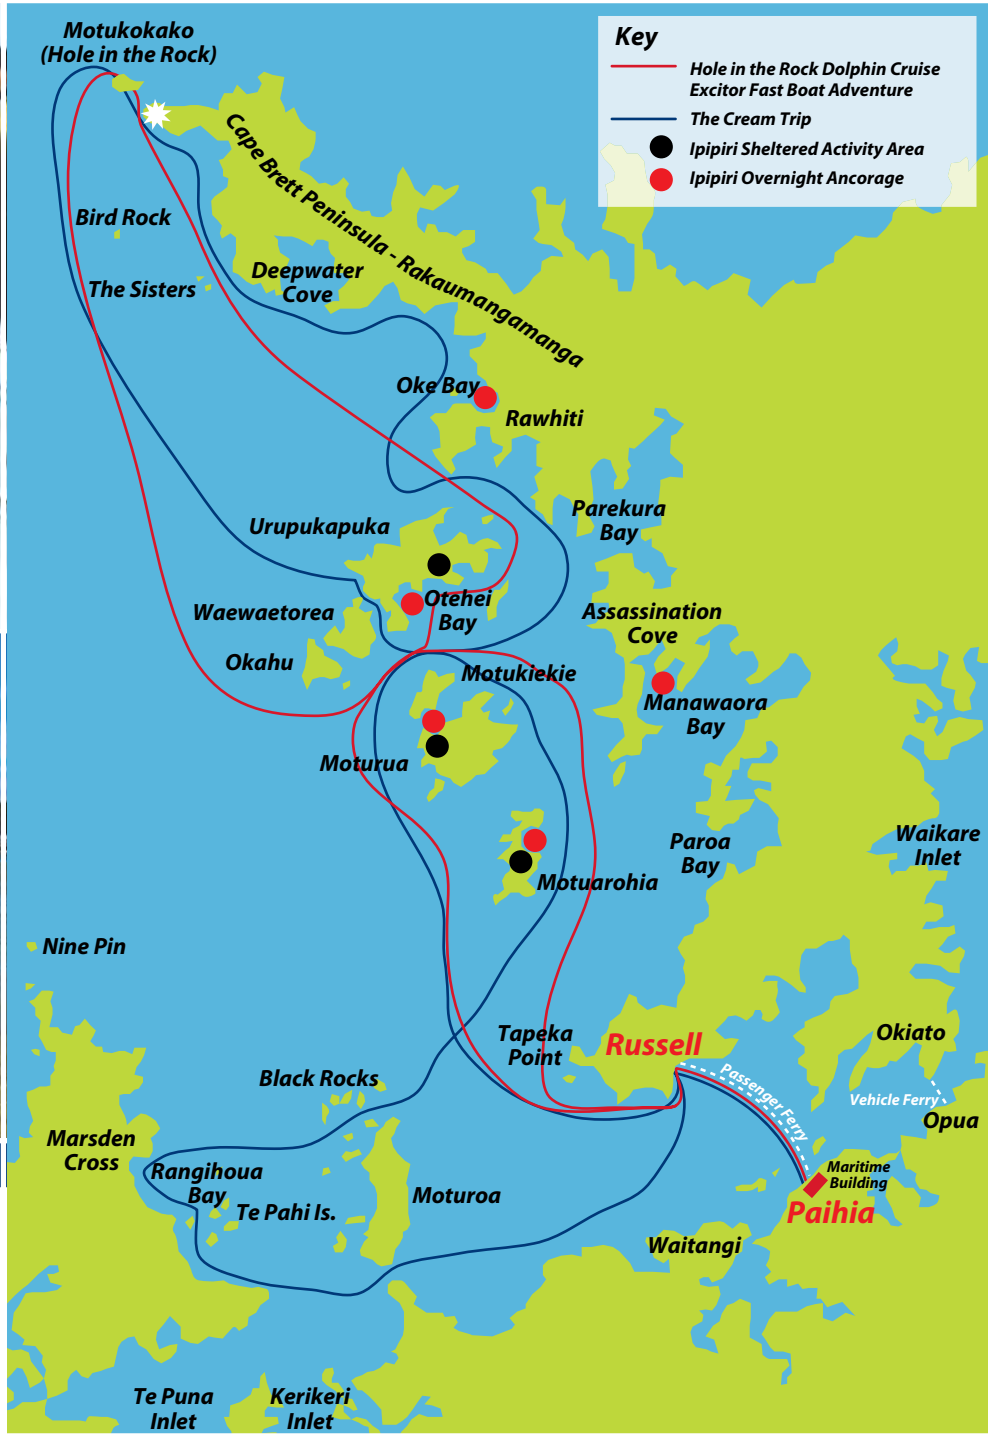 Motukokako
(Hole in the Rock)
Key
Hole in the Rock Dolphin Cruise
Excitor Fast Boat Adventure
The Cream Trip
Ipipiri Sheltered Activity Area
Ipipiri Overnight Ancorage
Cape Brett Peninsula - Rakaumangamanga
Bird Rock
The Sisters
Deepwater
Cove
Oke Bay
Rawhiti
Urupukapuka
Parekura
Bay
Waewaetorea
Otehei
Bay
Assassination
Cove
Okahu
Motukiekie
Manawaora
Bay
Moturua
Paroa
Bay
Waikare
Inlet
Motuarohia
Nine Pin
Tapeka
Point
Russell
Okiato
Black Rocks
Passenger Ferry
Vehicle Ferry
Opua
Marsden
Cross
Rangihoua
Bay
Te Pahi Is.
Moturoa
Maritime
Building
Paihia
Waitangi
Te Puna
Inlet
Kerikeri
Inlet